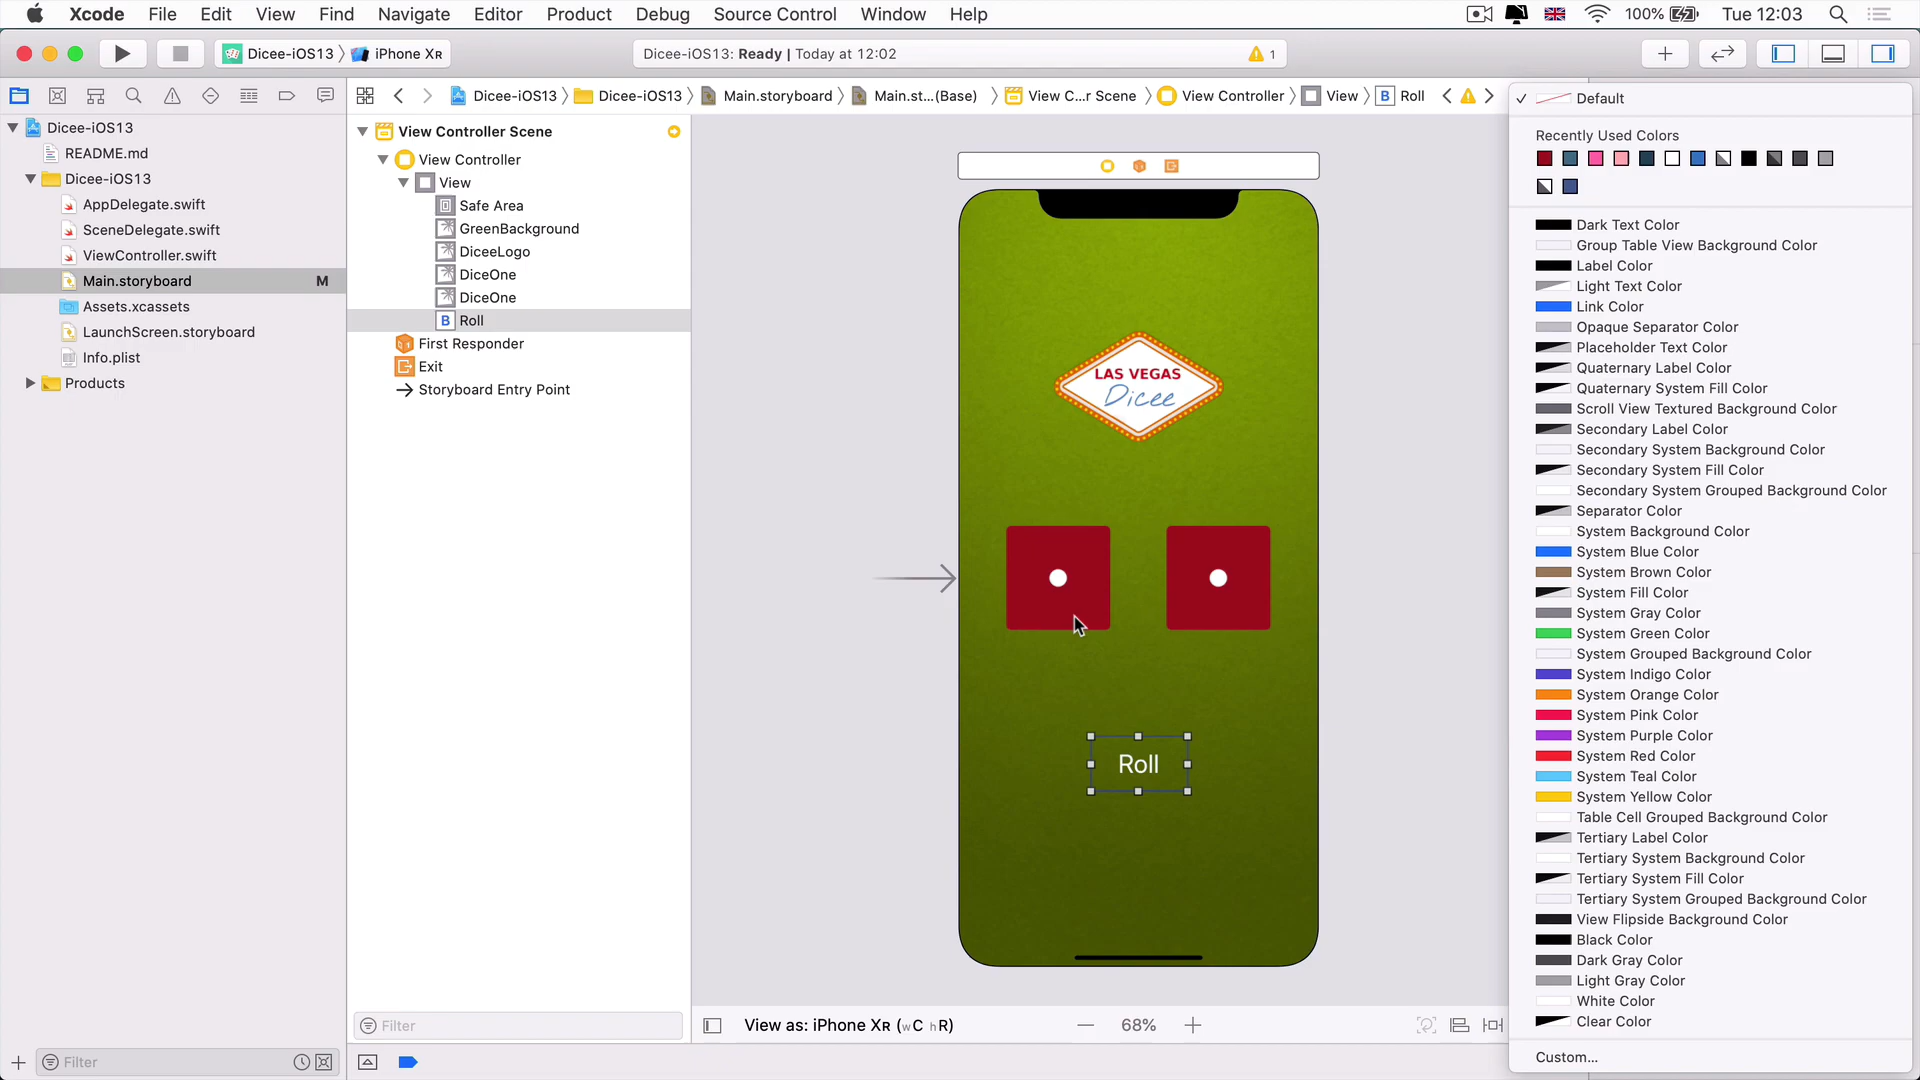 Xcode File Edit View Find Navigate Editor Product Debug Source Control Window Help 100% Tue 12:03
Dicee-iOS13 iPhone XR Dicee-iOS13: Ready | Today at 12:02 1
Dicee-iOS13 Dicee-iOS13 Main.storyboard Main.st...(Base) View C...r Scene View Controller View B Roll
Dicee-iOS13
README.md
Dicee-iOS13
AppDelegate.swift
SceneDelegate.swift
ViewController.swift
Main.storyboard M
Assets.xcassets
LaunchScreen.storyboard
Info.plist
Products
Filter
View Controller Scene
View Controller
View
Safe Area
GreenBackground
DiceeLogo
DiceOne
DiceOne
B Roll
First Responder
Exit
Storyboard Entry Point
Filter
LAS VEGAS
Dicee
Roll
View as: iPhone XR (wC hR) 68%
Default
Recently Used Colors
Dark Text Color
Group Table View Background Color
Label Color
Light Text Color
Link Color
Opaque Separator Color
Placeholder Text Color
Quaternary Label Color
Quaternary System Fill Color
Scroll View Textured Background Color
Secondary Label Color
Secondary System Background Color
Secondary System Fill Color
Secondary System Grouped Background Color
Separator Color
System Background Color
System Blue Color
System Brown Color
System Fill Color
System Gray Color
System Green Color
System Grouped Background Color
System Indigo Color
System Orange Color
System Pink Color
System Purple Color
System Red Color
System Teal Color
System Yellow Color
Table Cell Grouped Background Color
Tertiary Label Color
Tertiary System Background Color
Tertiary System Fill Color
Tertiary System Grouped Background Color
View Flipside Background Color
Black Color
Dark Gray Color
Light Gray Color
White Color
Clear Color
Custom...